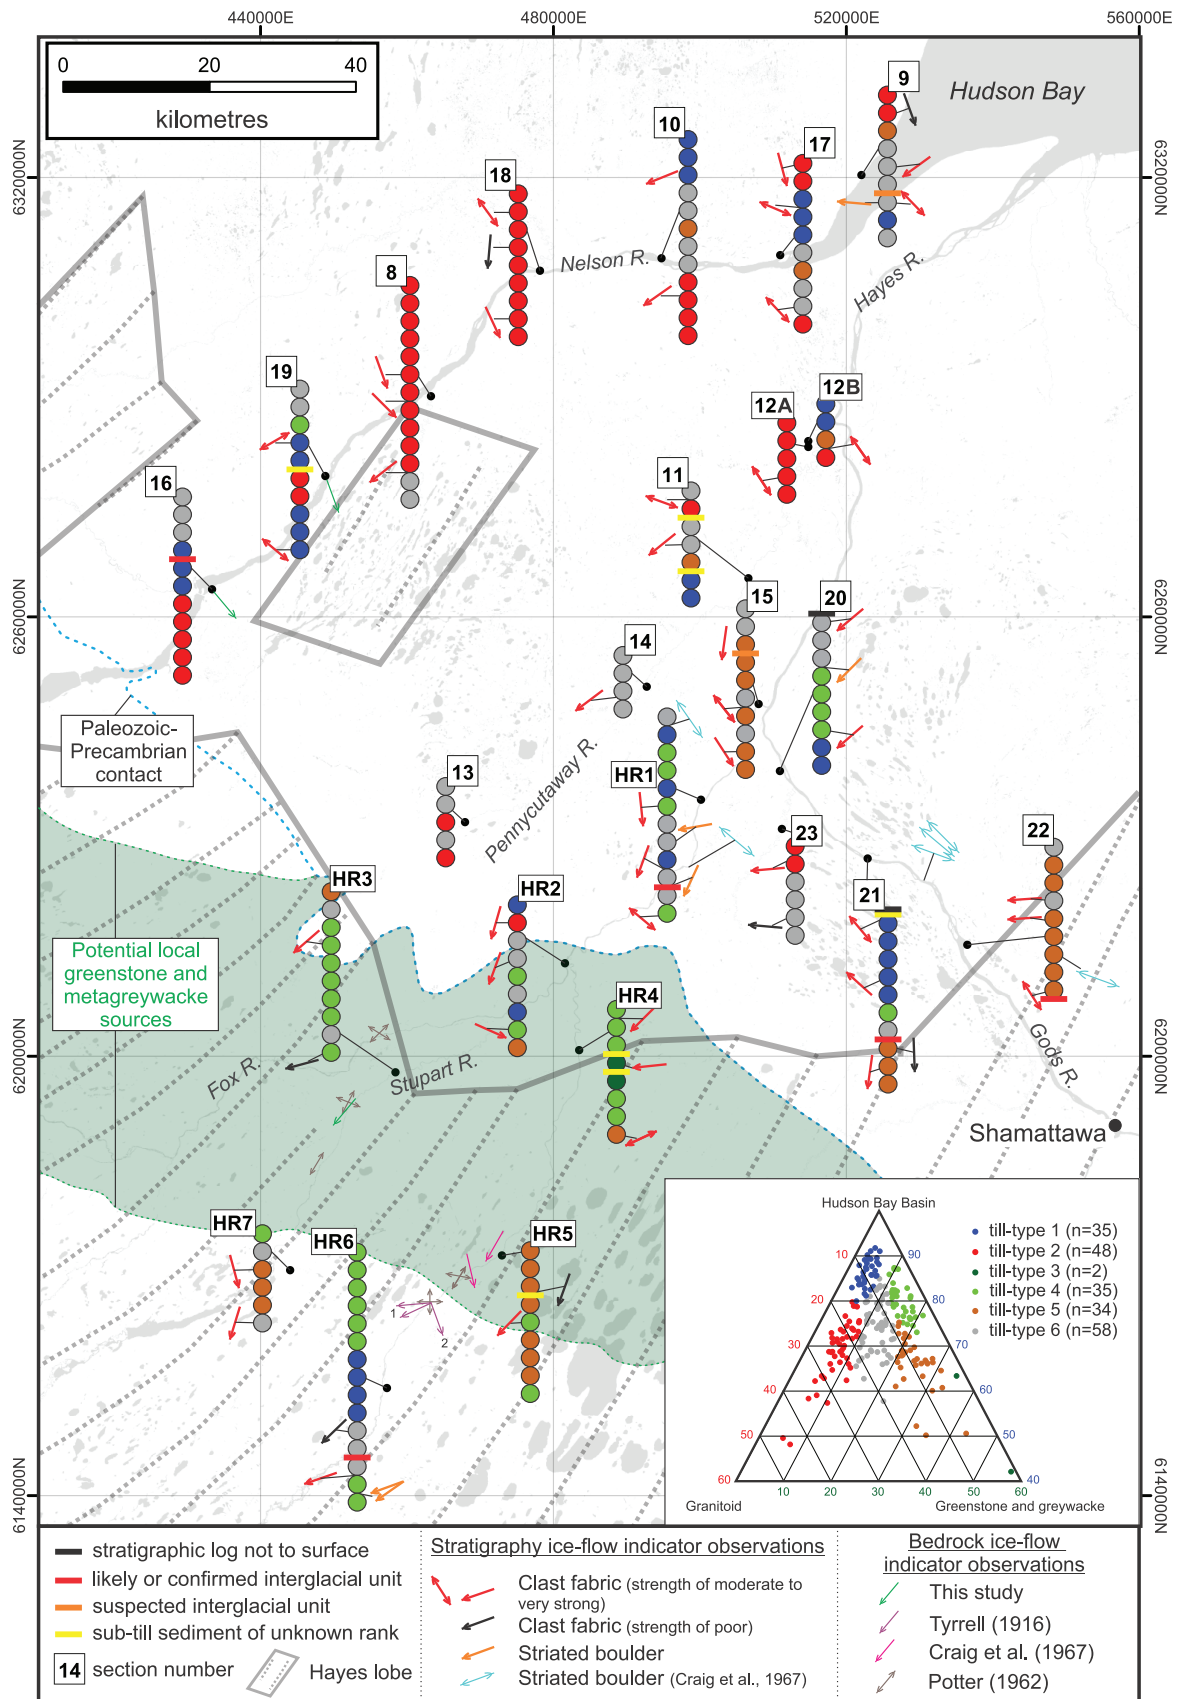 440000E
480000E
520000E
560000E
0
20
40
kilometres
Hudson Bay
9
10
17
18
6320000N
6320000N
Nelson R.
Hayes R.
8
19
12A
12B
16
11
15
20
6260000N
6260000N
14
Paleozoic-
Precambrian
contact
HR1
13
Pennycutaway R.
23
22
HR3
HR2
21
Potential local
greenstone and
metagreywacke
sources
HR4
6200000N
6200000N
Fox R.
Stupart R.
Gods R.
Shamattawa
HR7
HR6
HR5
1
2
Hudson Bay Basin
till-type 1 (n=35)
till-type 2 (n=48)
till-type 3 (n=2)
till-type 4 (n=35)
till-type 5 (n=34)
till-type 6 (n=58)
10
90
20
80
30
70
40
60
50
50
60
10
20
30
40
50
60
40
Granitoid
Greenstone and greywacke
6140000N
6140000N
stratigraphic log not to surface
likely or confirmed interglacial unit
suspected interglacial unit
sub-till sediment of unknown rank
14 section number
Hayes lobe
Stratigraphy ice-flow indicator observations
Clast fabric (strength of moderate to
very strong)
Clast fabric (strength of poor)
Striated boulder
Striated boulder (Craig et al., 1967)
Bedrock ice-flow
indicator observations
This study
Tyrrell (1916)
Craig et al. (1967)
Potter (1962)